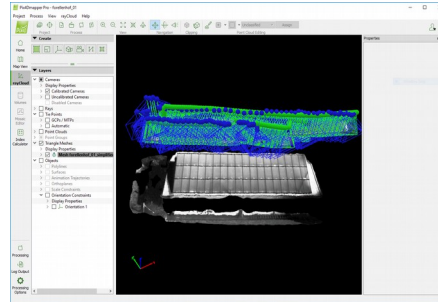 Pix4Dmapper Pro - fuerstenhof_01
Project Process View rayCloud Help
Project
Process
View
Navigation
Clipping
Point Cloud Editing
Unclassified
Assign
Create
Properties
Home
Map View
rayCloud
Volumes
Mosaic
Editor
Index
Calculator
Processing
Log Output
Processing
Options
Layers
Cameras
Display Properties
Calibrated Cameras
Uncalibrated Cameras
Disabled Cameras
Rays
Tie Points
GCPs / MTPs
Automatic
Point Clouds
Point Groups
Triangle Meshes
Display Properties
Objects
Polylines
Surfaces
Animation Trajectories
Orthoplanes
Scale Constraints
Orientation Constraints
Display Properties
Orientation 1